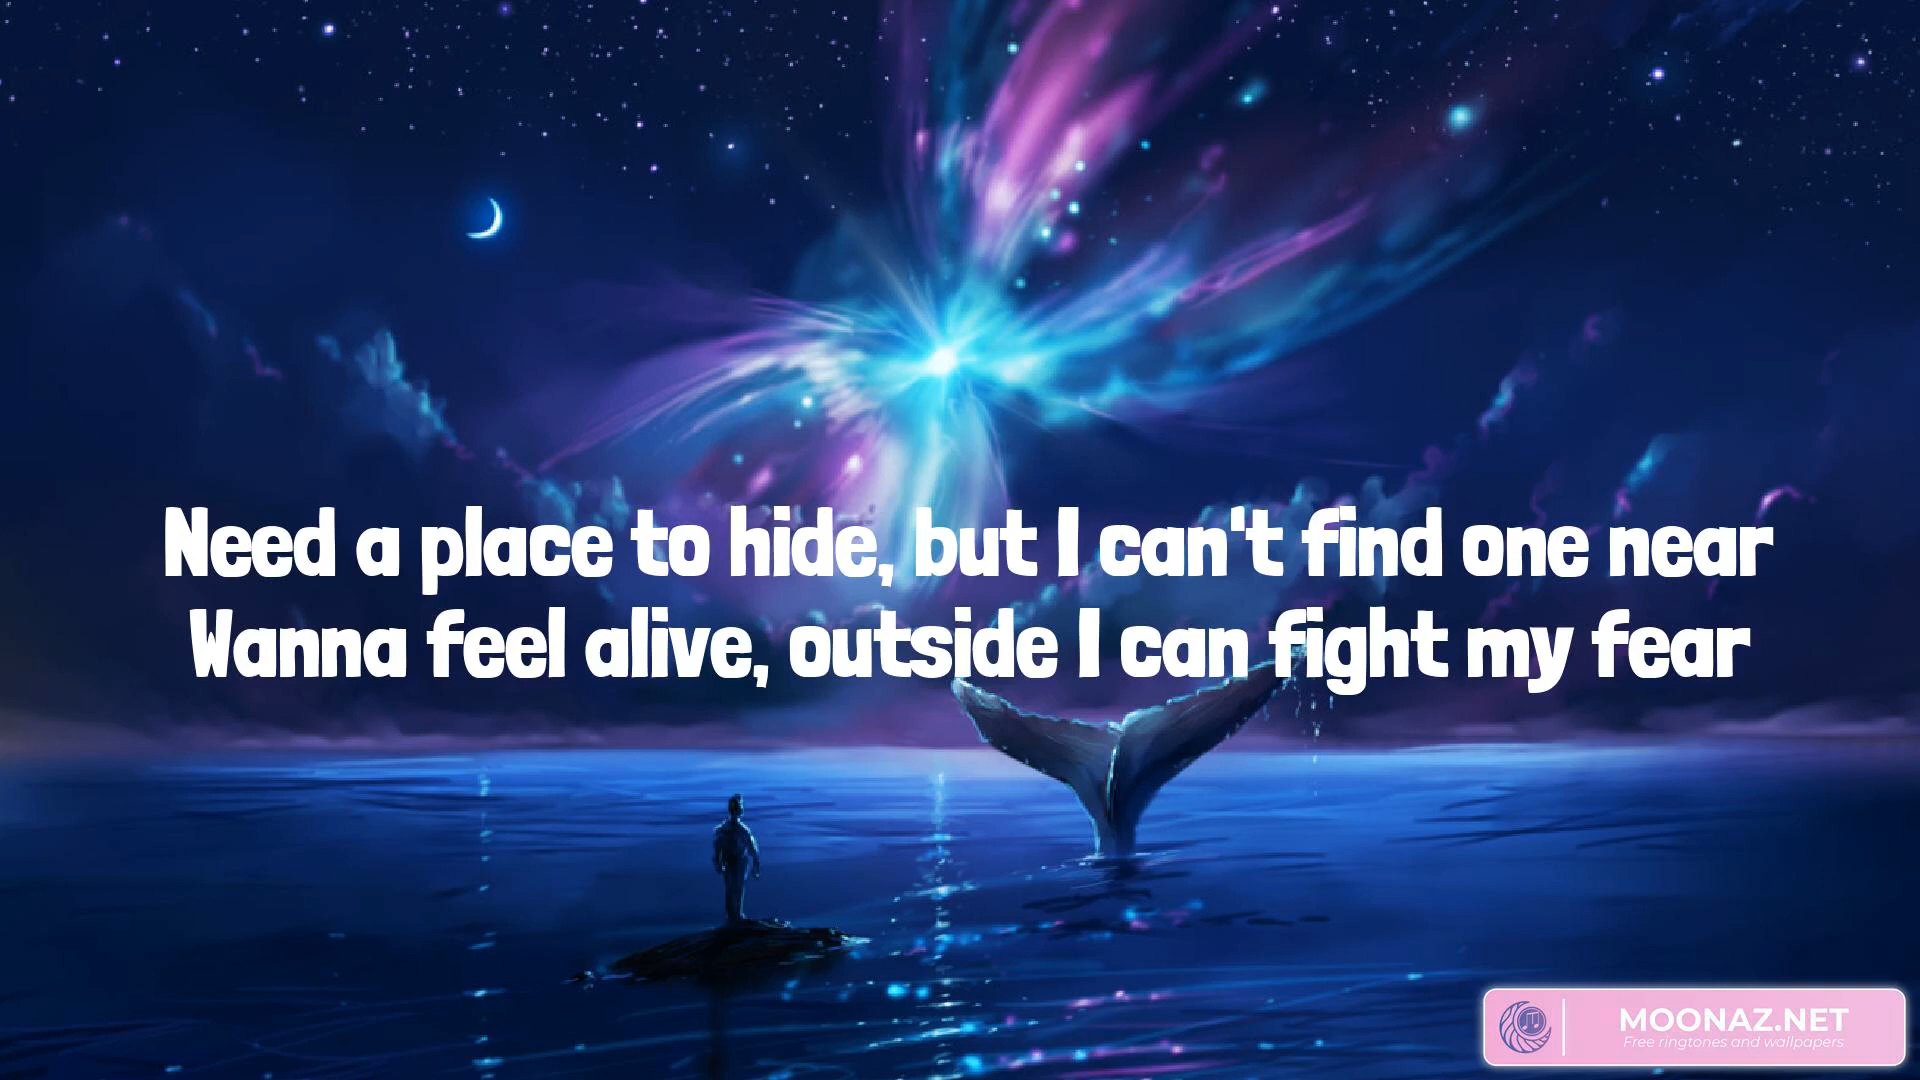 Need a place to hide, but I can't find one near
Wanna feel alive, outside I can fight my fear
MOONAZ.NET
Free ringtones and wallpapers